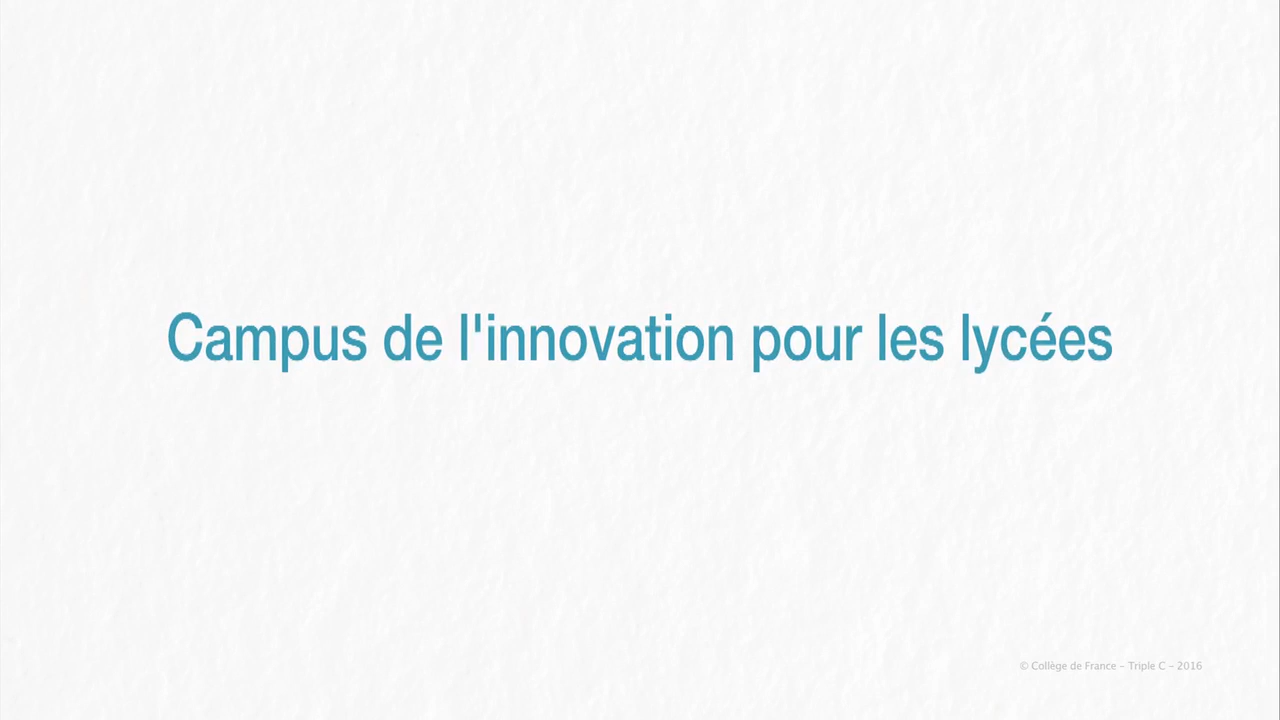 Campus de l'innovation pour les lycées
© Collège de France – Triple C – 2016